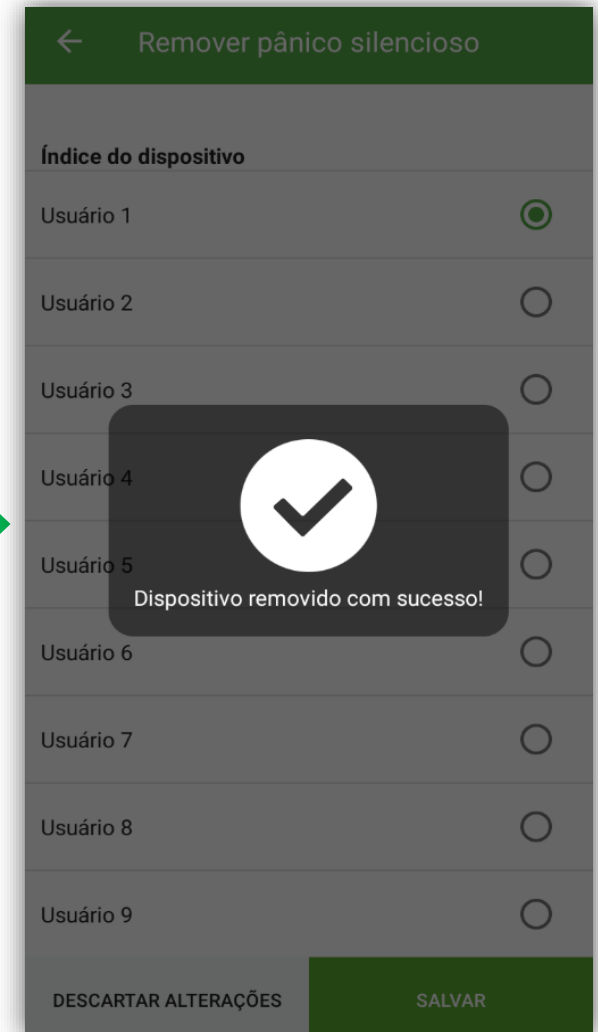 Remover pânico silencioso
Índice do dispositivo
Usuário 1
Usuário 2
Usuário 3
Usuário 4
Usuário 5
Dispositivo removido com sucesso!
Usuário 6
Usuário 7
Usuário 8
Usuário 9
DESCARTAR ALTERAÇÕES
SALVAR